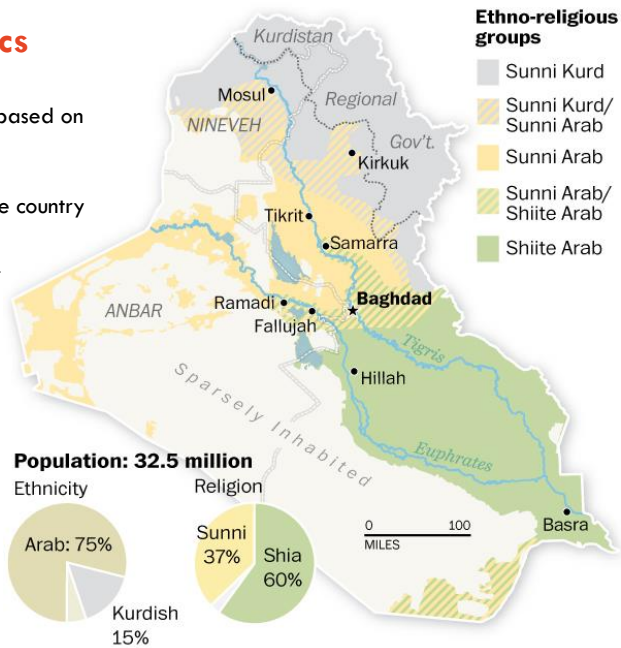 cs
based on
e country
Ethno-religious
groups
Sunni Kurd
Sunni Kurd/
Sunni Arab
Sunni Arab
Sunni Arab/
Shiite Arab
Shiite Arab
Kurdistan
Regional
Gov't.
Mosul
NINEVEH
Kirkuk
Tikrit
Samarra
ANBAR
Ramadi
Baghdad
Fallujah
Tigris
Hillah
Sparsely Inhabited
Euphrates
Basra
0 100
MILES
Population: 32.5 million
Ethnicity
Arab: 75%
Kurdish
15%
Religion
Sunni
37%
Shia
60%